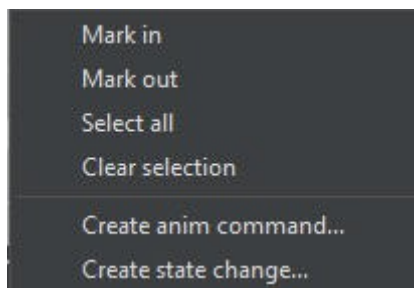 Mark in
Mark out
Select all
Clear selection
Create anim command...
Create state change...